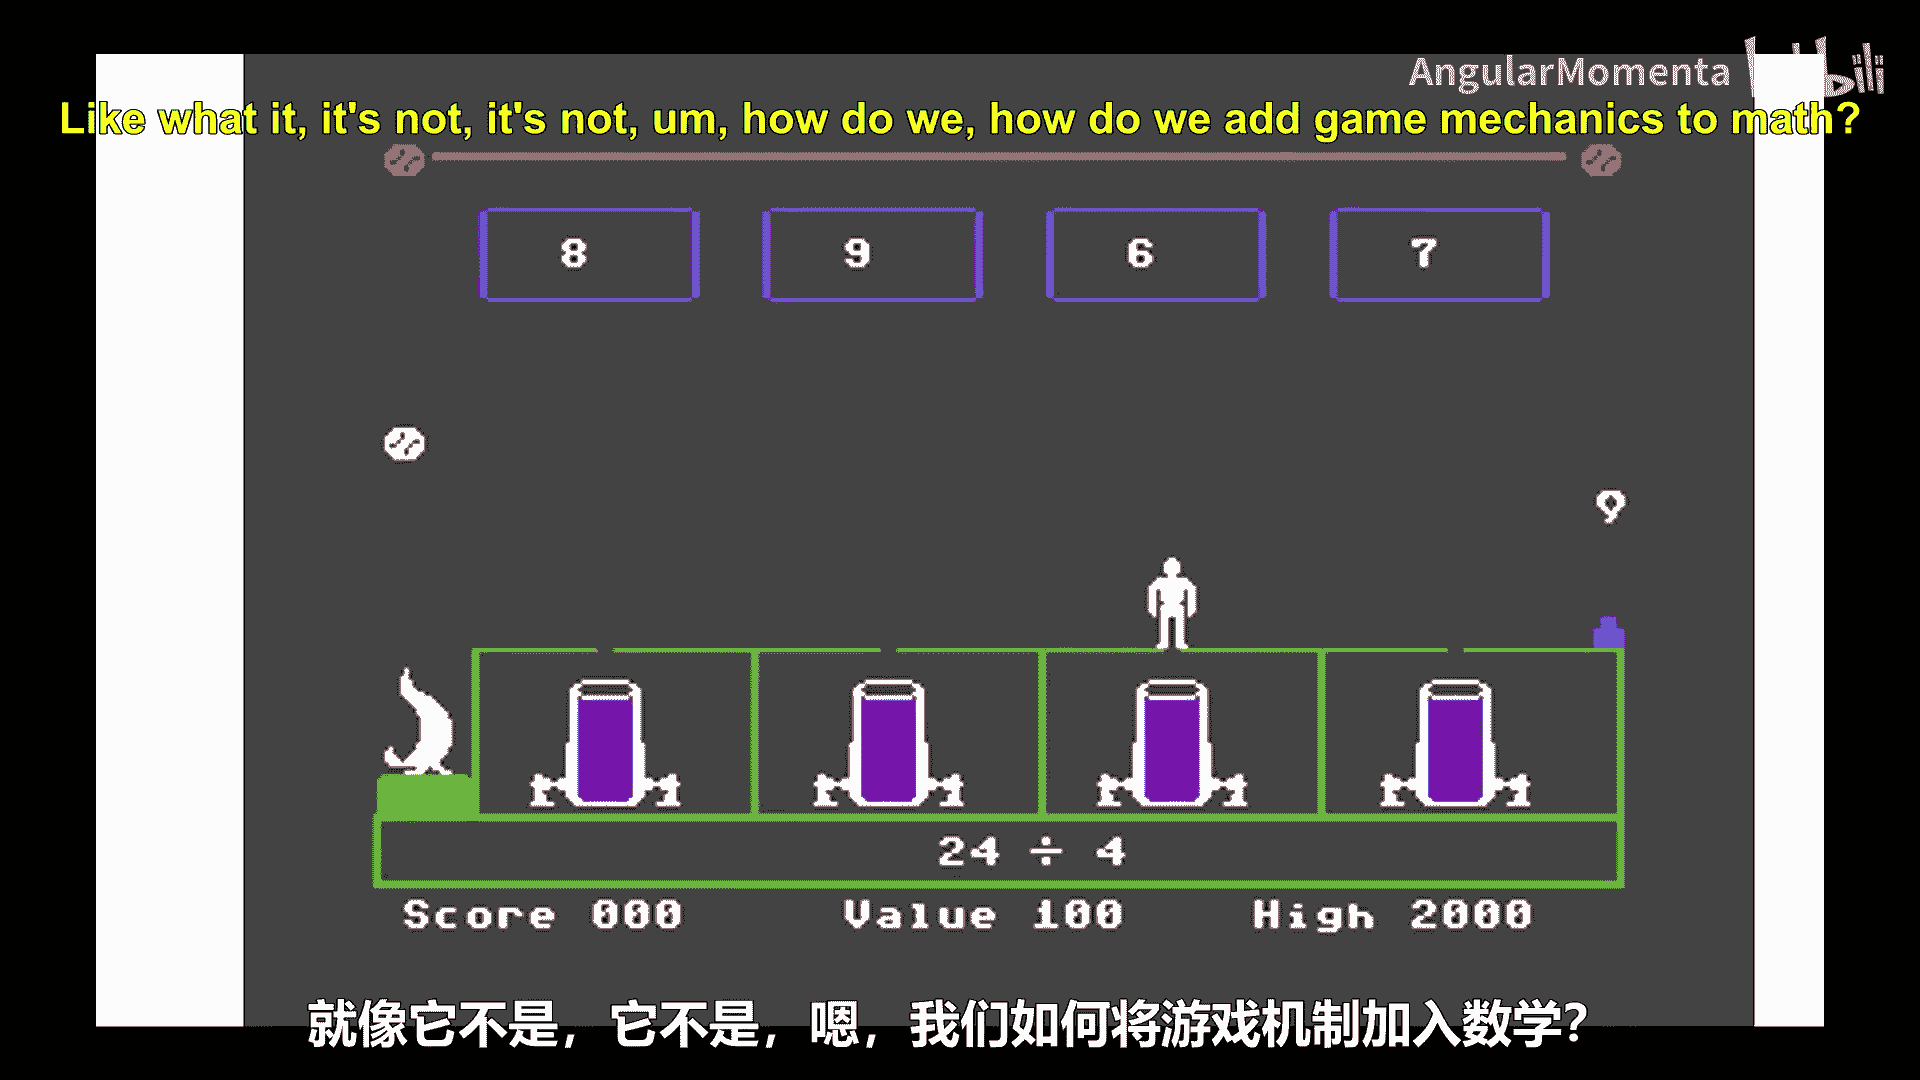 AngularMomenta bilibili
Like what it, it's not, it's not, um, how do we, how do we add game mechanics to math?
8 9 6 7
9
24 ÷ 4
Score 000 Value 100 High 2000
就像它不是，它不是，嗯，我们如何将游戏机制加入数学？